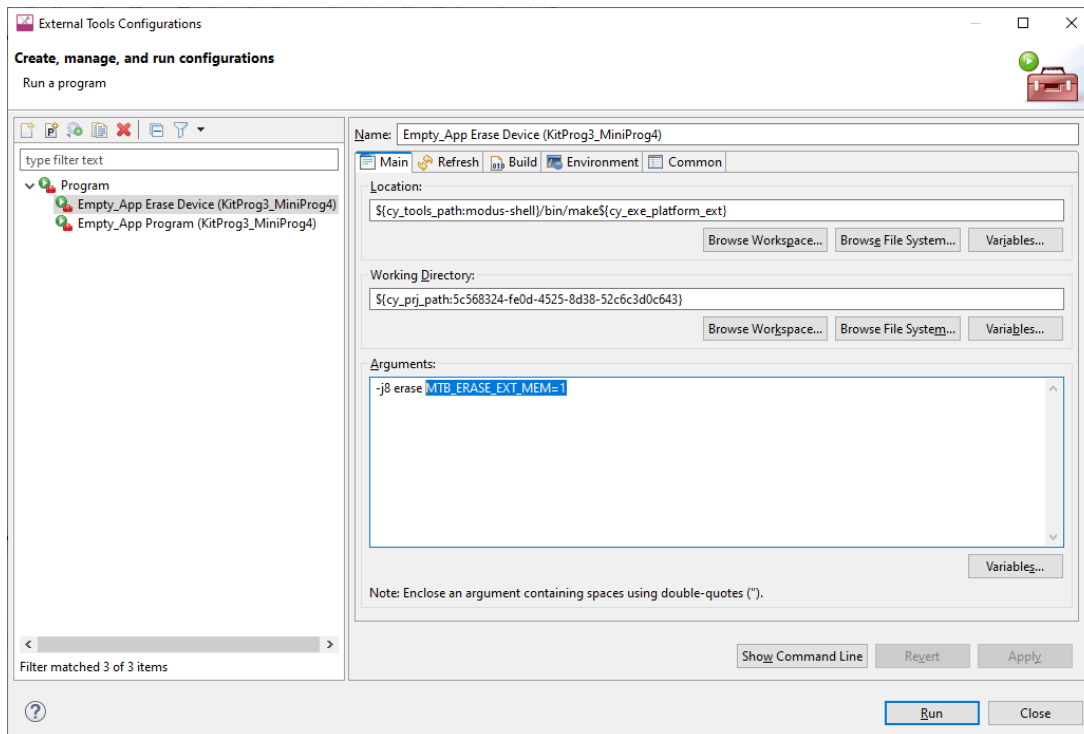 External Tools Configurations
Create, manage, and run configurations
Run a program
type filter text
Program
Empty_App Erase Device (KitProg3_MiniProg4)
Empty_App Program (KitProg3_MiniProg4)
Filter matched 3 of 3 items
Name: Empty_App Erase Device (KitProg3_MiniProg4)
Main Refresh Build Environment Common
Location:
${cy_tools_path:modus-shell}/bin/make${cy_exe_platform_ext}
Browse Workspace... Browse File System... Variables...
Working Directory:
${cy_prj_path:5c568324-fe0d-4525-8d38-52c6c3d0c643}
Browse Workspace... Browse File System... Variables...
Arguments:
-j8 erase MTB_ERASE_EXT_MEM=1
Variables...
Note: Enclose an argument containing spaces using double-quotes (").
Show Command Line Revert Apply
Run Close